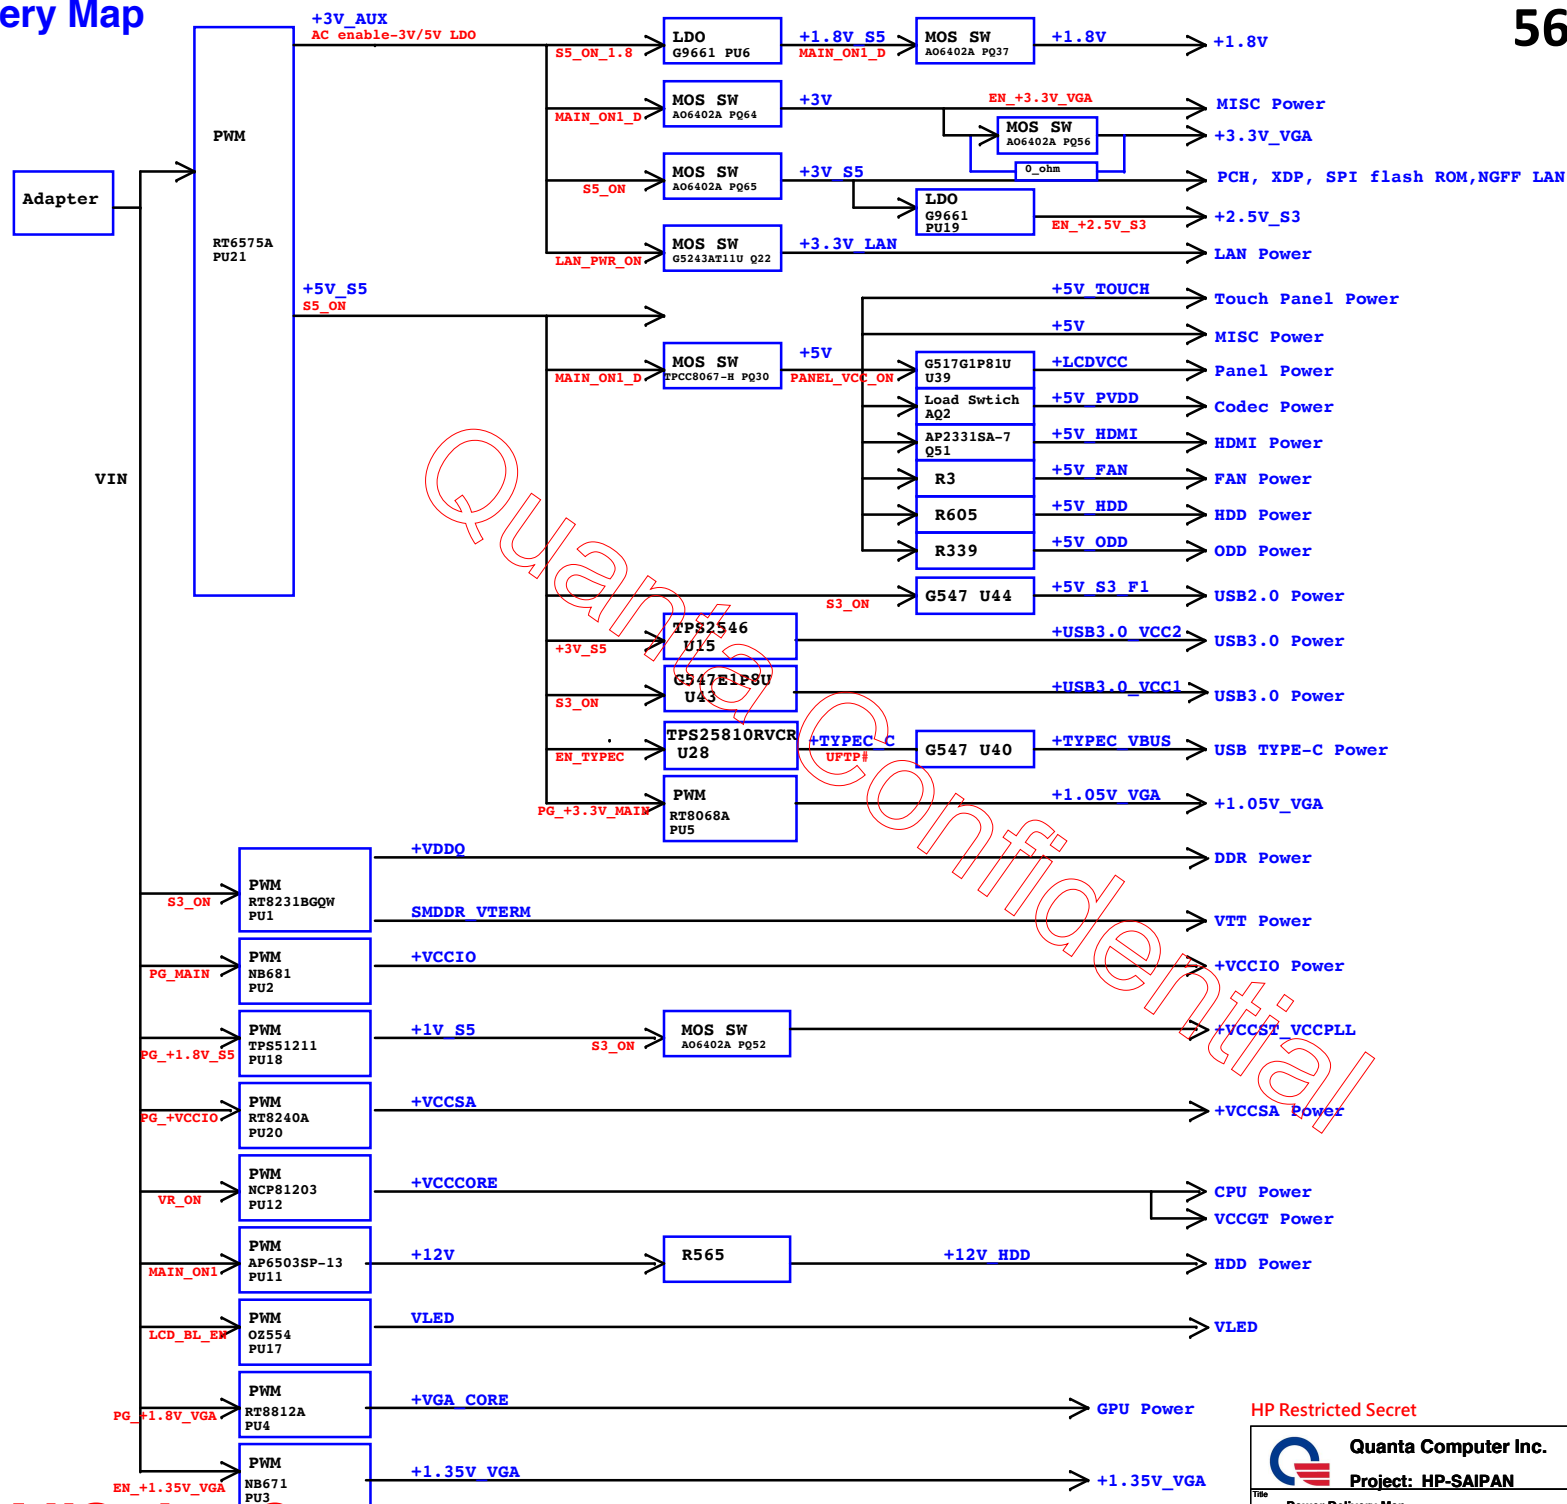 ery Map
56
+3V_AUX
AC enable-3V/5V LDO
PWM
RT6575A
PU21
Adapter
VIN
S5_ON_1.8
LDO
G9661 PU6
+1.8V_S5
MAIN_ON1_D
MOS SW
AO6402A PQ37
+1.8V
+1.8V
MAIN_ON1_D
MOS SW
AO6402A PQ64
+3V
EN_+3.3V_VGA
MISC Power
MOS SW
AO6402A PQ56
+3.3V_VGA
0_ohm
S5_ON
MOS SW
AO6402A PQ65
+3V_S5
PCH, XDP, SPI flash ROM,NGFF LAN
LDO
G9661
PU19
EN_+2.5V_S3
+2.5V_S3
LAN_PWR_ON
MOS SW
G5243AT11U Q22
+3.3V_LAN
LAN Power
+5V_S5
S5_ON
+5V_TOUCH
Touch Panel Power
+5V
MISC Power
MAIN_ON1_D
MOS SW
TPCC8067-H PQ30
+5V
PANEL_VCC_ON
G517G1P81U
U39
+LCDVCC
Panel Power
Load Swtich
AQ2
+5V_PVDD
Codec Power
AP2331SA-7
Q51
+5V_HDMI
HDMI Power
R3
+5V_FAN
FAN Power
R605
+5V_HDD
HDD Power
R339
+5V_ODD
ODD Power
S3_ON
G547 U44
+5V_S3_F1
USB2.0 Power
+3V_S5
TPS2546
U15
+USB3.0_VCC2
USB3.0 Power
S3_ON
G547E1P8U
U43
+USB3.0_VCC1
USB3.0 Power
EN_TYPEC
TPS25810RVCR
U28
+TYPEC_C
UFTP#
G547 U40
+TYPEC_VBUS
USB TYPE-C Power
PG_+3.3V_MAIN
PWM
RT8068A
PU5
+1.05V_VGA
+1.05V_VGA
S3_ON
PWM
RT8231BGQW
PU1
+VDDQ
DDR Power
SMDDR_VTERM
VTT Power
PG_MAIN
PWM
NB681
PU2
+VCCIO
+VCCIO Power
PG_+1.8V_S5
PWM
TPS51211
PU18
+1V_S5
S3_ON
MOS SW
AO6402A PQ52
+VCCST_VCCPLL
PG_+VCCIO
PWM
RT8240A
PU20
+VCCSA
+VCCSA Power
VR_ON
PWM
NCP81203
PU12
+VCCCORE
CPU Power
VCCGT Power
MAIN_ON1
PWM
AP6503SP-13
PU11
+12V
R565
+12V_HDD
HDD Power
LCD_BL_EN
PWM
OZ554
PU17
VLED
VLED
PG_+1.8V_VGA
PWM
RT8812A
PU4
+VGA_CORE
GPU Power
EN_+1.35V_VGA
PWM
NB671
PU3
+1.35V_VGA
+1.35V_VGA
Quanta Confidential
HP Restricted Secret
Quanta Computer Inc.
Project: HP-SAIPAN
Title
Power Delivery Map